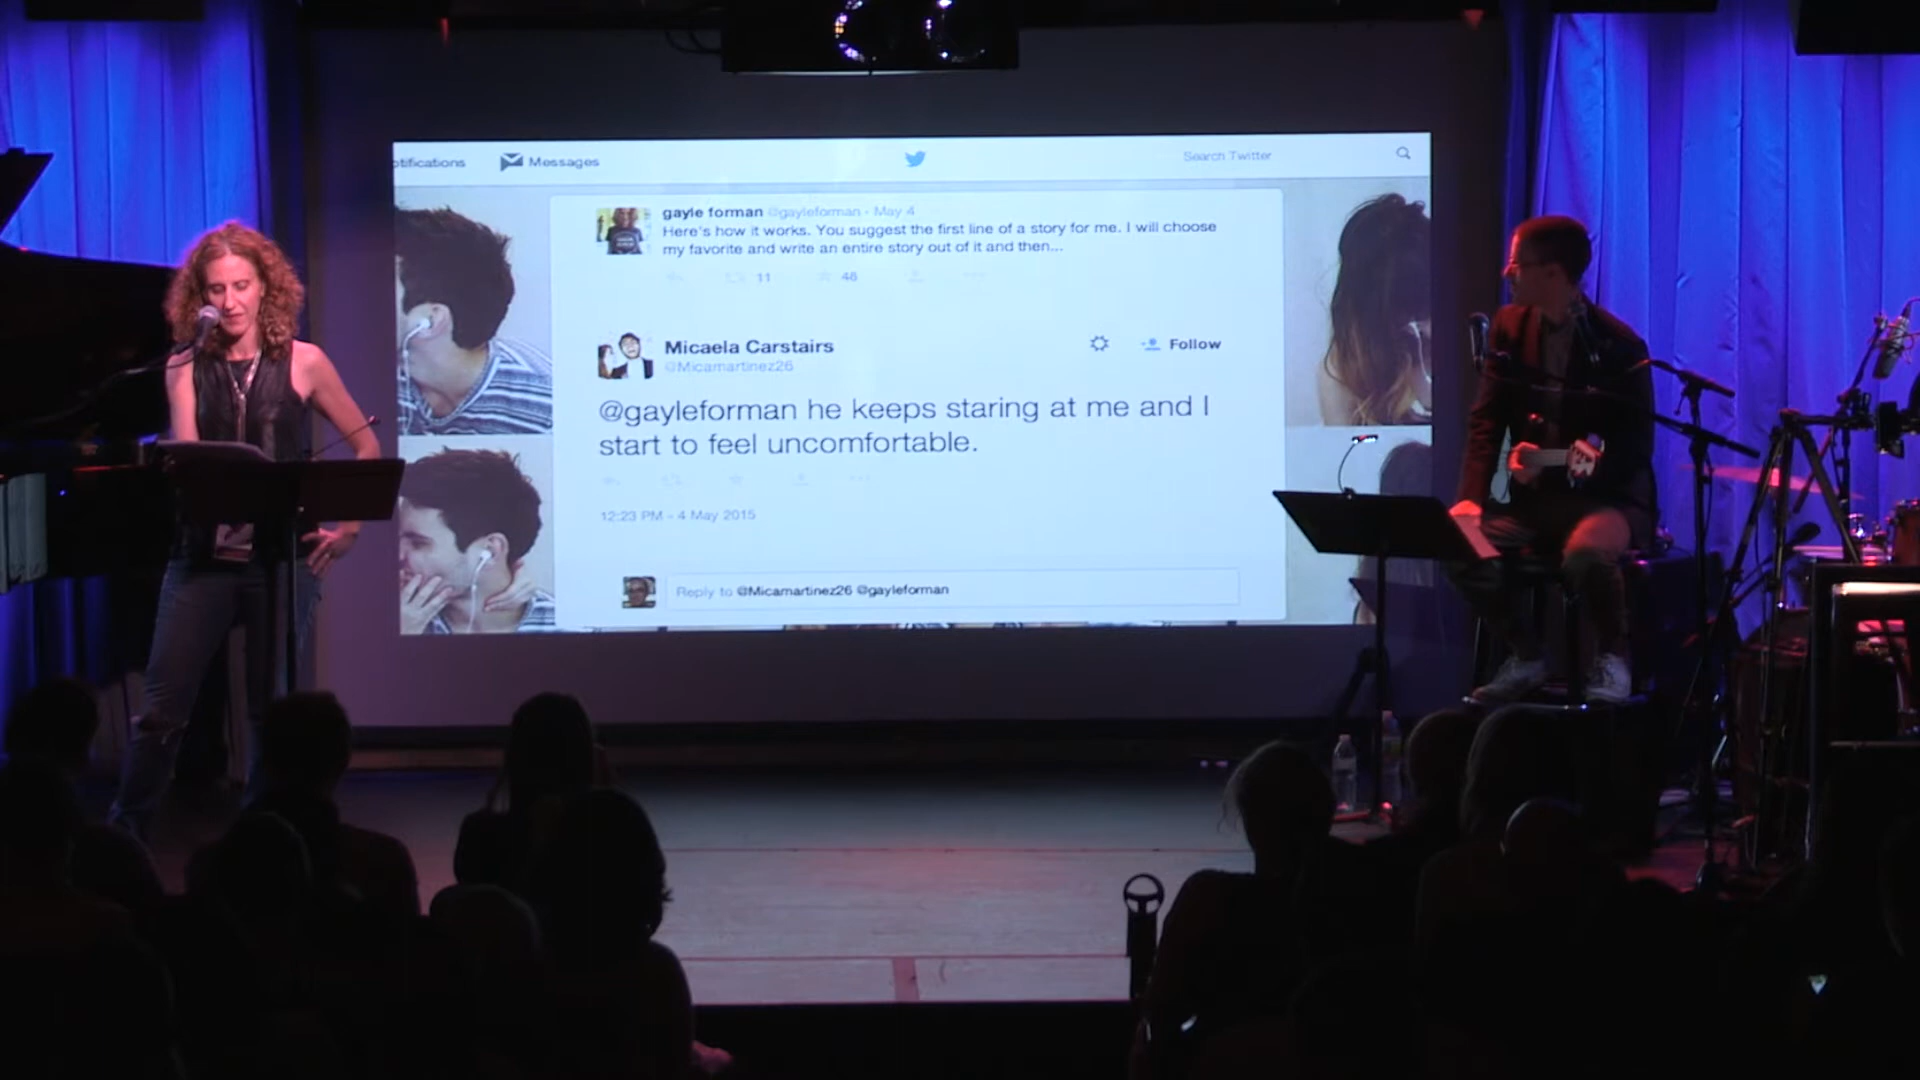 otifications
Messages
Search Twitter
gayle forman @gayleforman - May 4
Here's how it works. You suggest the first line of a story for me. I will choose
my favorite and write an entire story out of it and then...
11
46
Micaela Carstairs
@Micamartinez26
Follow
@gayleforman he keeps staring at me and I
start to feel uncomfortable.
12:23 PM - 4 May 2015
Reply to @Micamartinez26 @gayleforman